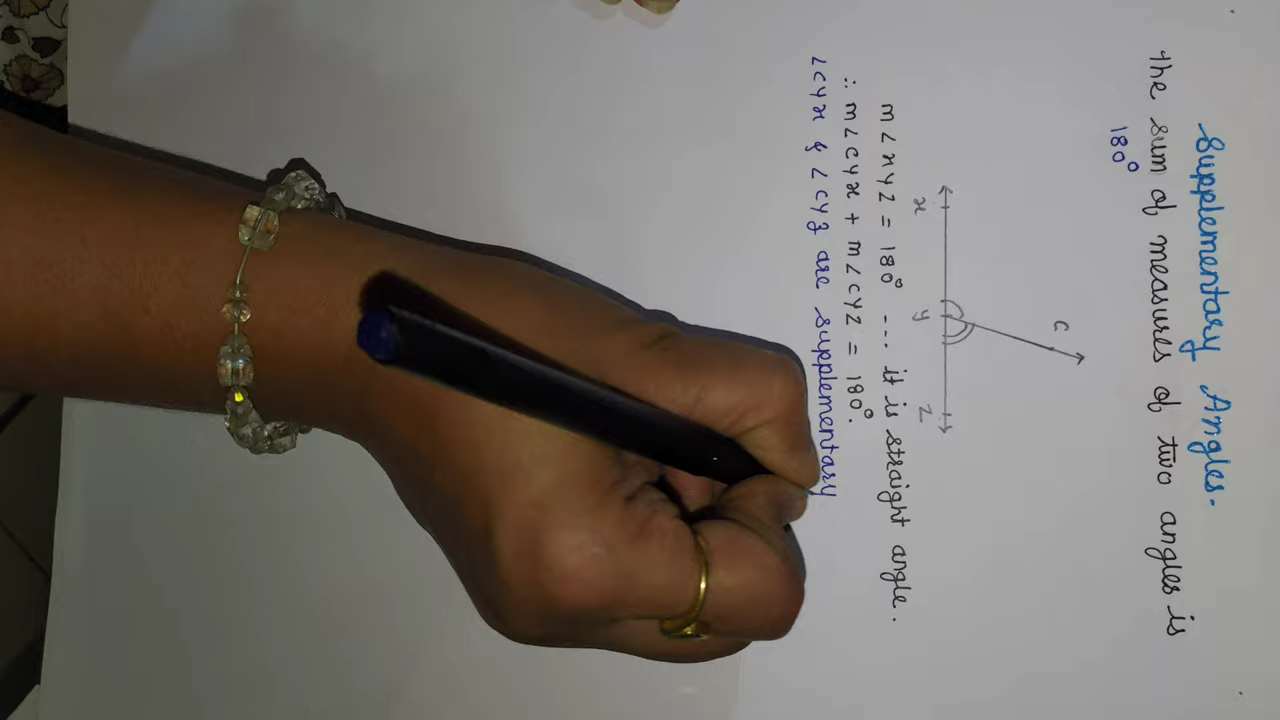 Supplementary Angles.
the sum of measures of two angles is
180°
C
x y z
m∠xyz = 180° --- it is straight angle.
∴ m∠cyx + m∠cyz = 180°.
∠cyx & ∠cyz are supplementary